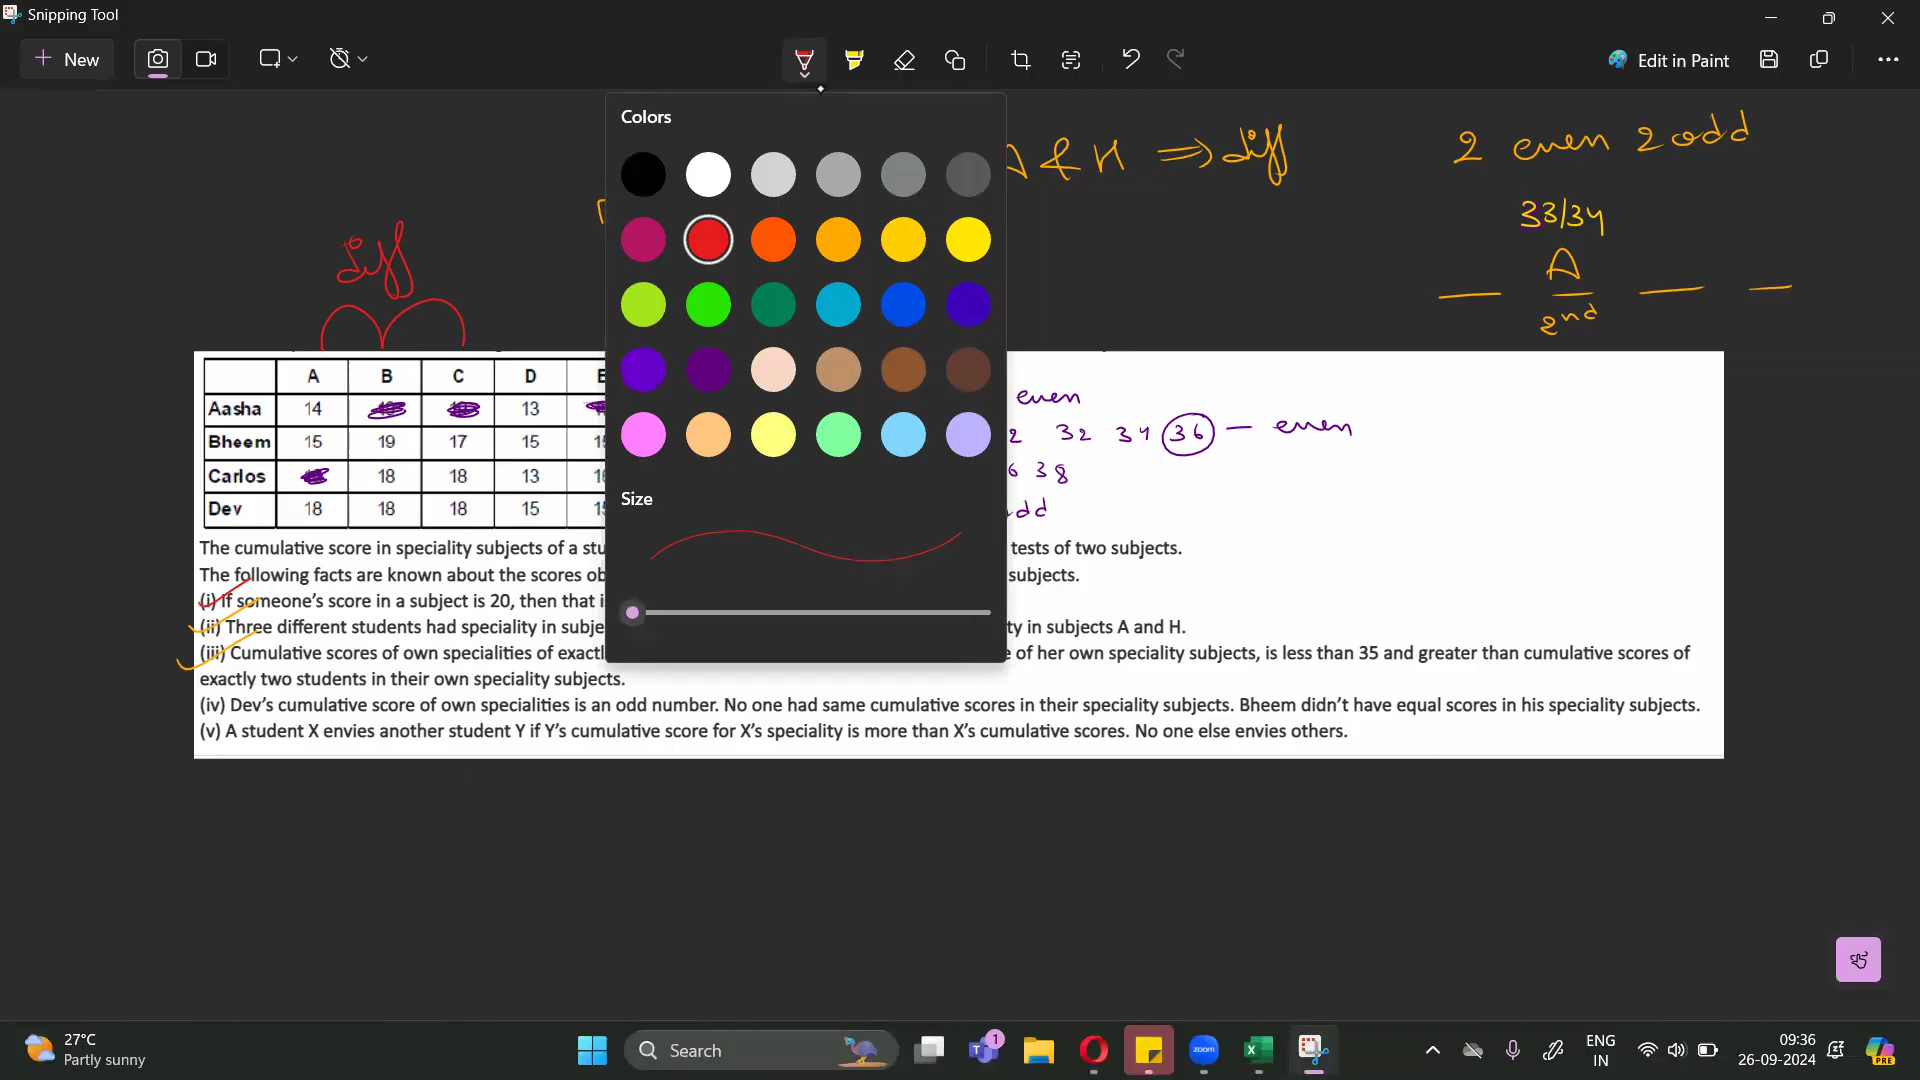 Snipping Tool
New
Edit in Paint
Colors
A & H ⇒ diff
2 even 2 odd
33/34
A
2nd
diff
A B C D E
Aasha 14 13
Bheem 15 19 17 15
Carlos 18 18 13
Dev 18 18 18 15
even
2 32 34 36 — even
6 38
odd
Size
The cumulative score in speciality subjects of a stu
tests of two subjects.
The following facts are known about the scores ob
subjects.
(i) If someone's score in a subject is 20, then that i
(ii) Three different students had speciality in subje
ty in subjects A and H.
(iii) Cumulative scores of own specialities of exactl
e of her own speciality subjects, is less than 35 and greater than cumulative scores of
exactly two students in their own speciality subjects.
(iv) Dev's cumulative score of own specialities is an odd number. No one had same cumulative scores in their speciality subjects. Bheem didn't have equal scores in his speciality subjects.
(v) A student X envies another student Y if Y's cumulative score for X's speciality is more than X's cumulative scores. No one else envies others.
27°C
Partly sunny
Search
1
zoom
ENG
IN
09:36
26-09-2024
PRE